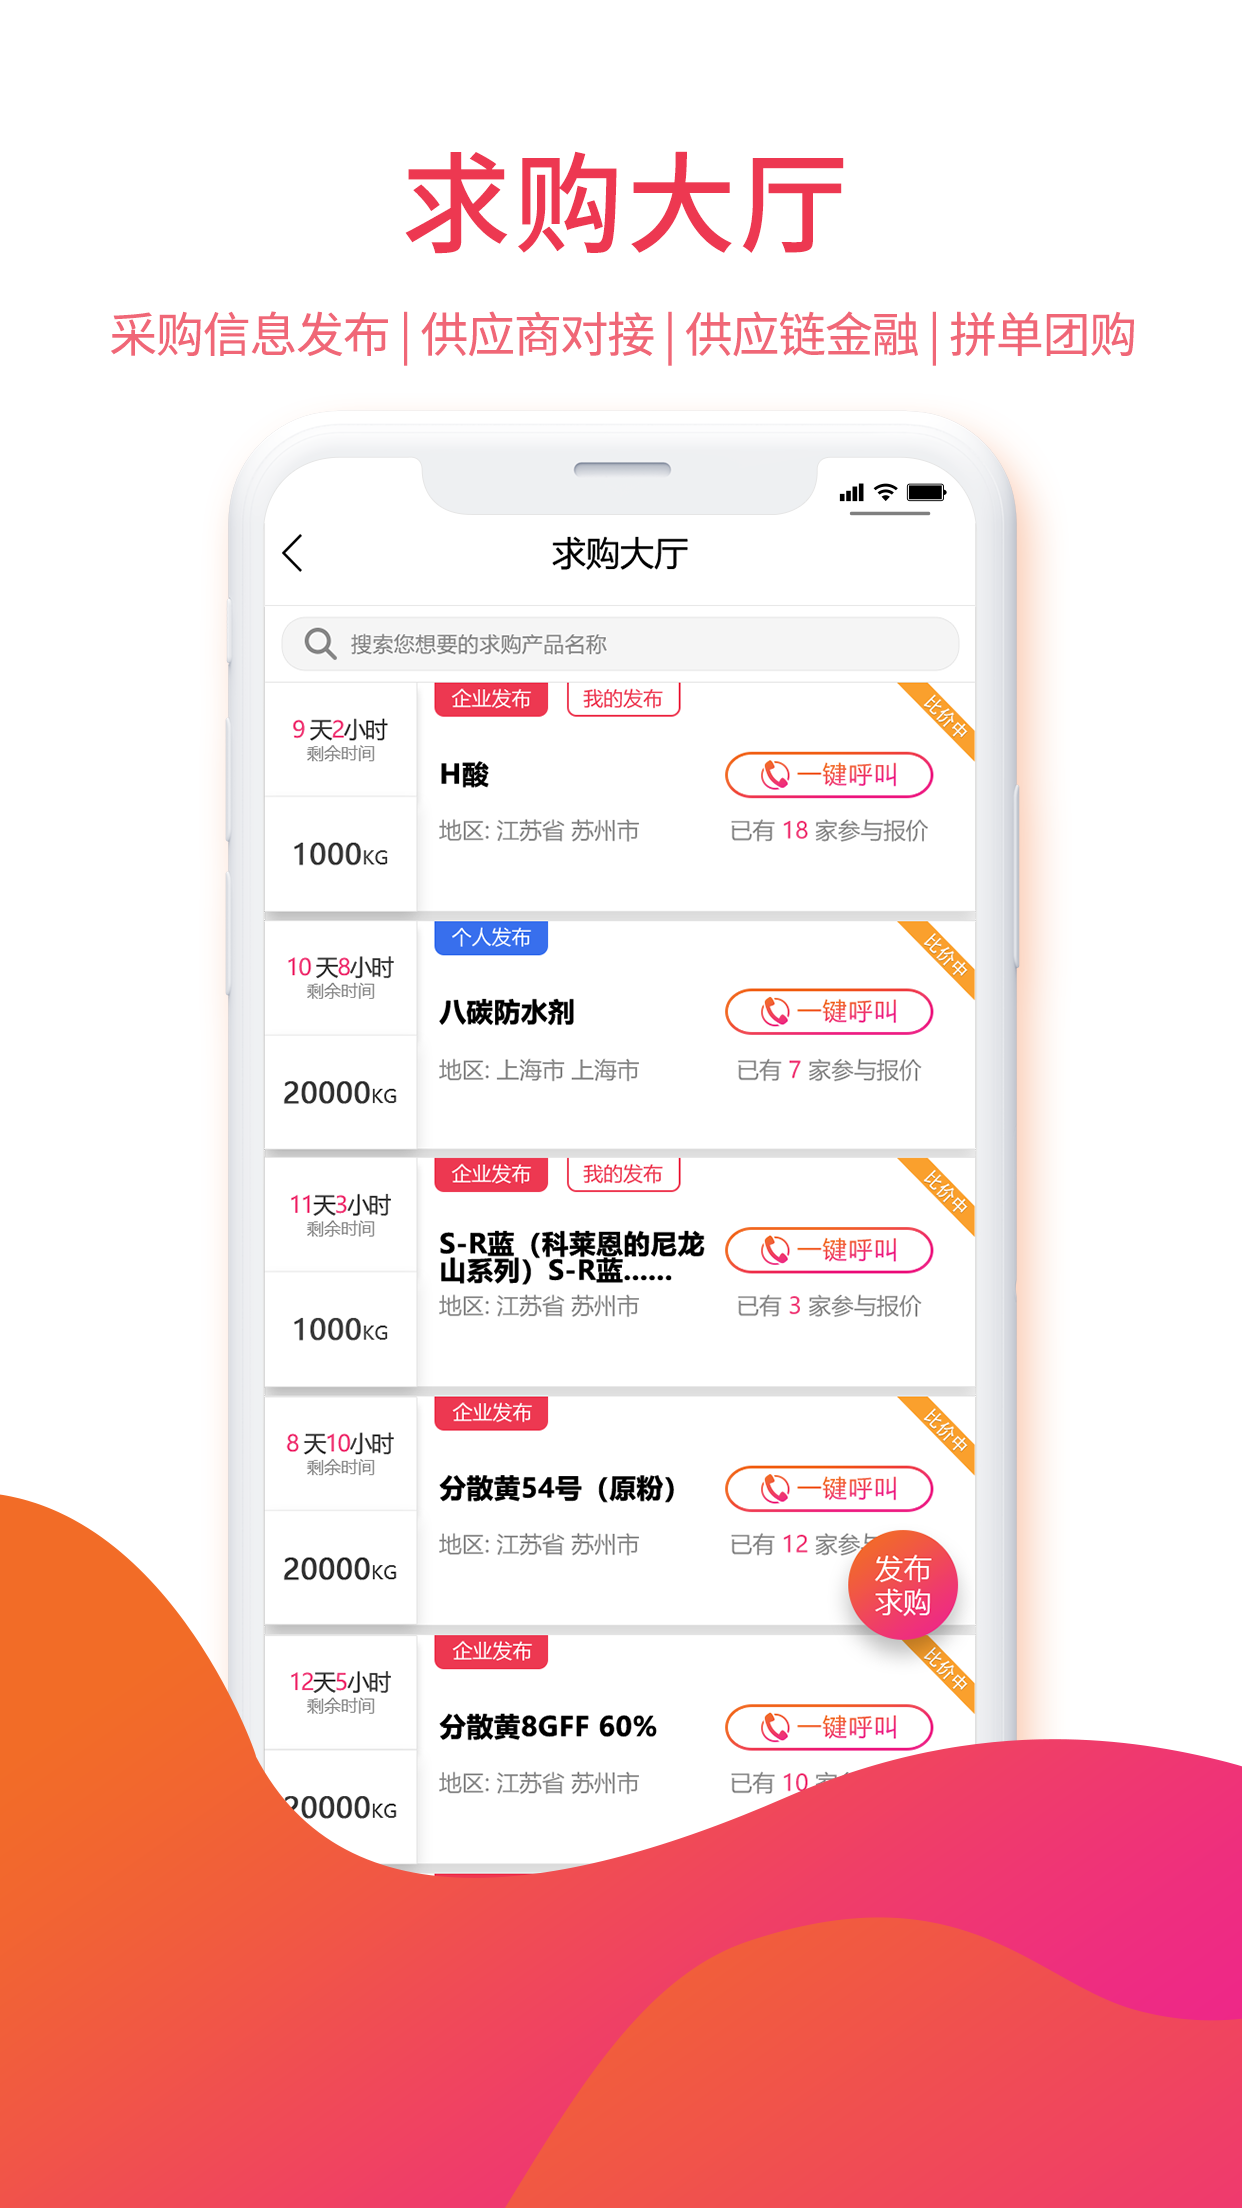 求购大厅
采购信息发布|供应商对接|供应链金融|拼单团购
求购大厅
搜索您想要的求购产品名称
企业发布 我的发布 比价中
9 天2小时
剩余时间
H酸 一键呼叫
地区: 江苏省 苏州市 已有 18 家参与报价
1000KG
个人发布 比价中
10 天8小时
剩余时间
八碳防水剂 一键呼叫
地区: 上海市 上海市 已有 7 家参与报价
20000KG
企业发布 我的发布 比价中
11天3小时
剩余时间
S-R蓝（科莱恩的尼龙
山系列）S-R蓝......
一键呼叫
地区: 江苏省 苏州市 已有 3 家参与报价
1000KG
企业发布 比价中
8 天10小时
剩余时间
分散黄54号（原粉） 一键呼叫
地区: 江苏省 苏州市 已有 12 家参
20000KG
发布
求购
企业发布 比价中
12天5小时
剩余时间
分散黄8GFF 60% 一键呼叫
地区: 江苏省 苏州市 已有 10
20000KG